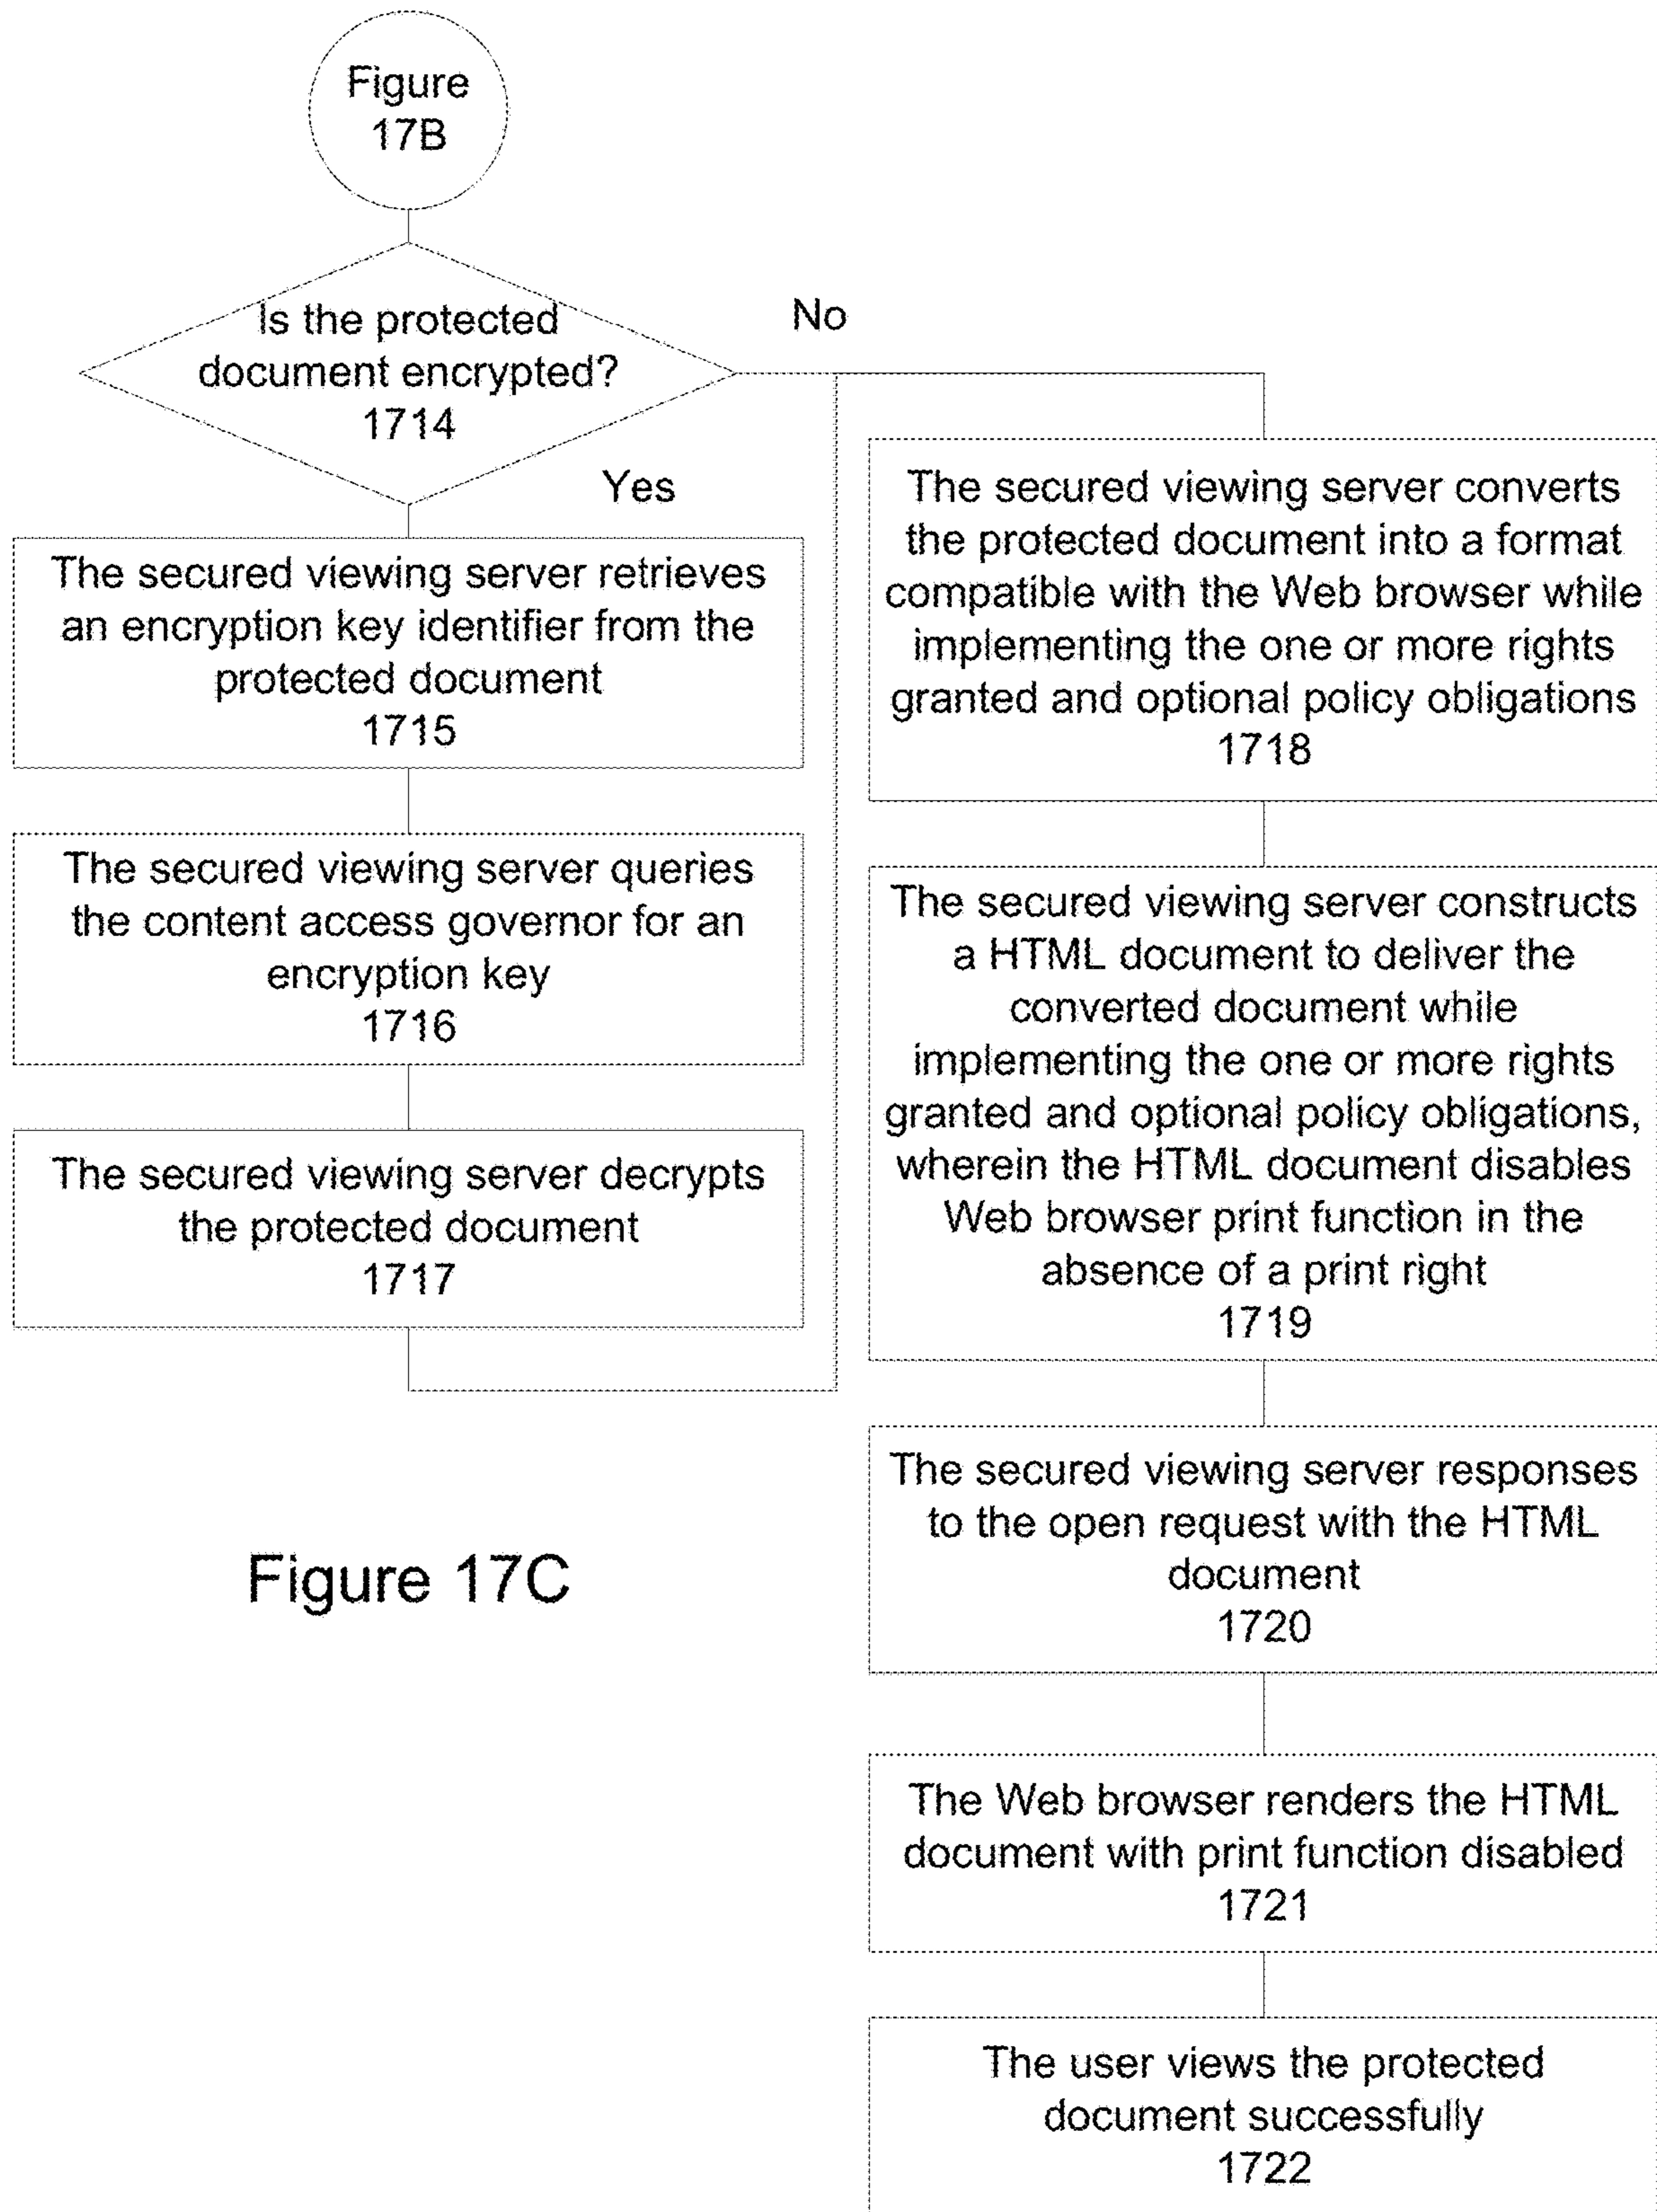 Figure
17B
Is the protected
document encrypted?
1714
No
Yes
The secured viewing server retrieves
an encryption key identifier from the
protected document
1715
The secured viewing server queries
the content access governor for an
encryption key
1716
The secured viewing server decrypts
the protected document
1717
The secured viewing server converts
the protected document into a format
compatible with the Web browser while
implementing the one or more rights
granted and optional policy obligations
1718
The secured viewing server constructs
a HTML document to deliver the
converted document while
implementing the one or more rights
granted and optional policy obligations,
wherein the HTML document disables
Web browser print function in the
absence of a print right
1719
The secured viewing server responses
to the open request with the HTML
document
1720
The Web browser renders the HTML
document with print function disabled
1721
The user views the protected
document successfully
1722
Figure 17C